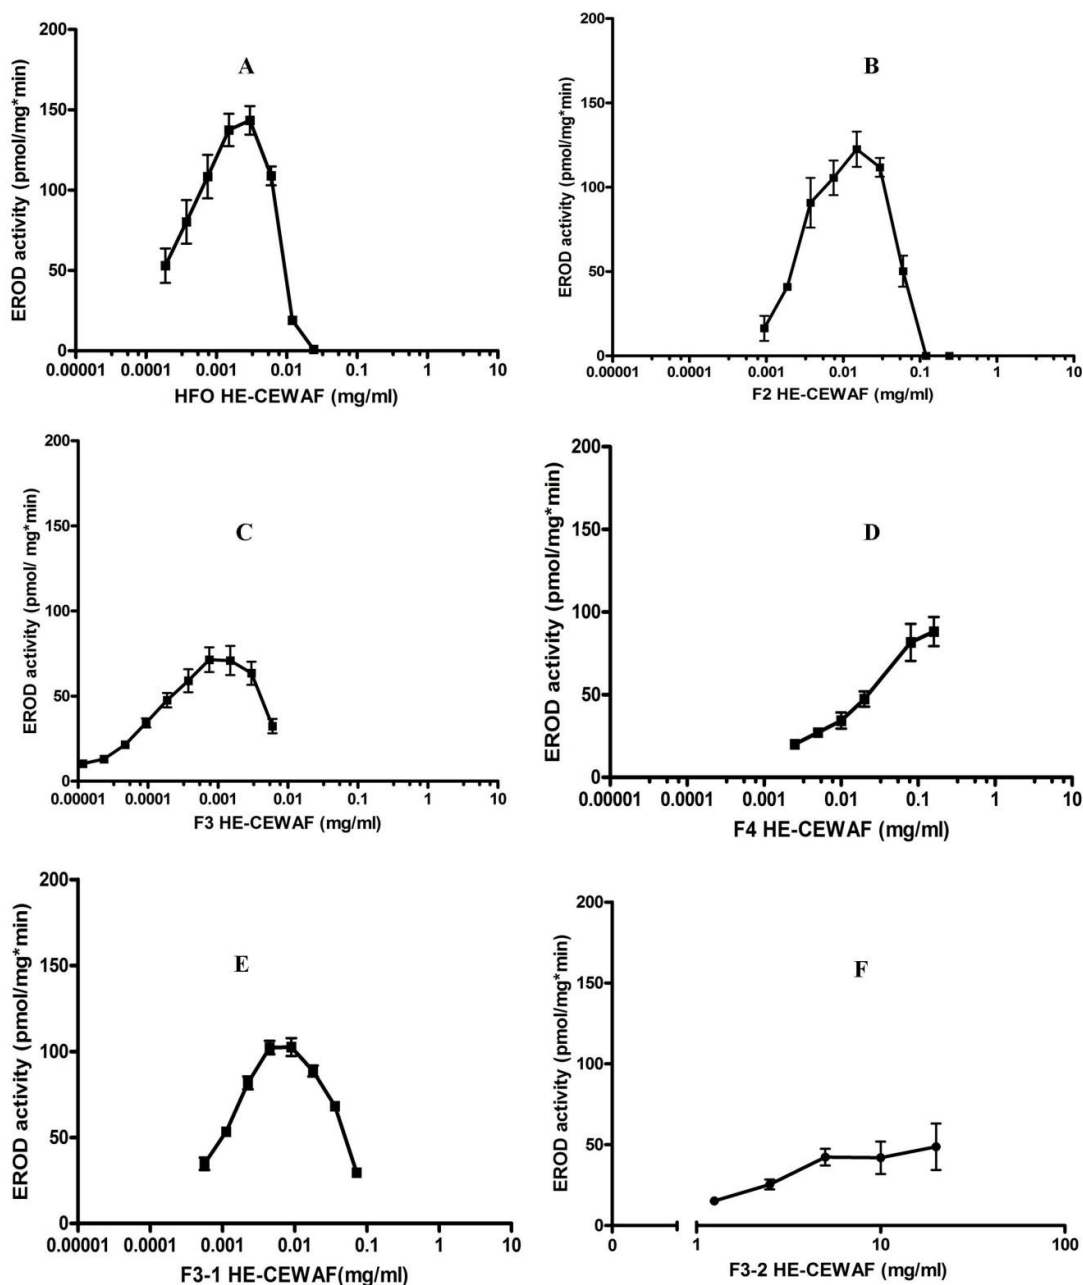 A
EROD activity (pmol/mg*min)
200
150
100
50
0
0.00001 0.0001 0.001 0.01 0.1 1 10
HFO HE-CEWAF (mg/ml)
B
EROD activity (pmol/mg*min)
200
150
100
50
0
0.00001 0.0001 0.001 0.01 0.1 1 10
F2 HE-CEWAF (mg/ml)
C
EROD activity (pmol/ mg*min)
200
150
100
50
0
0.00001 0.0001 0.001 0.01 0.1 1 10
F3 HE-CEWAF (mg/ml)
D
EROD activity (pmol/mg*min)
200
150
100
50
0
0.00001 0.0001 0.001 0.01 0.1 1 10
F4 HE-CEWAF (mg/ml)
E
EROD activity (pmol/mg*min)
200
150
100
50
0
0.00001 0.0001 0.001 0.01 0.1 1 10
F3-1 HE-CEWAF(mg/ml)
F
EROD activity (pmol/mg*min)
200
150
100
50
0
0 1 10 100
F3-2 HE-CEWAF (mg/ml)